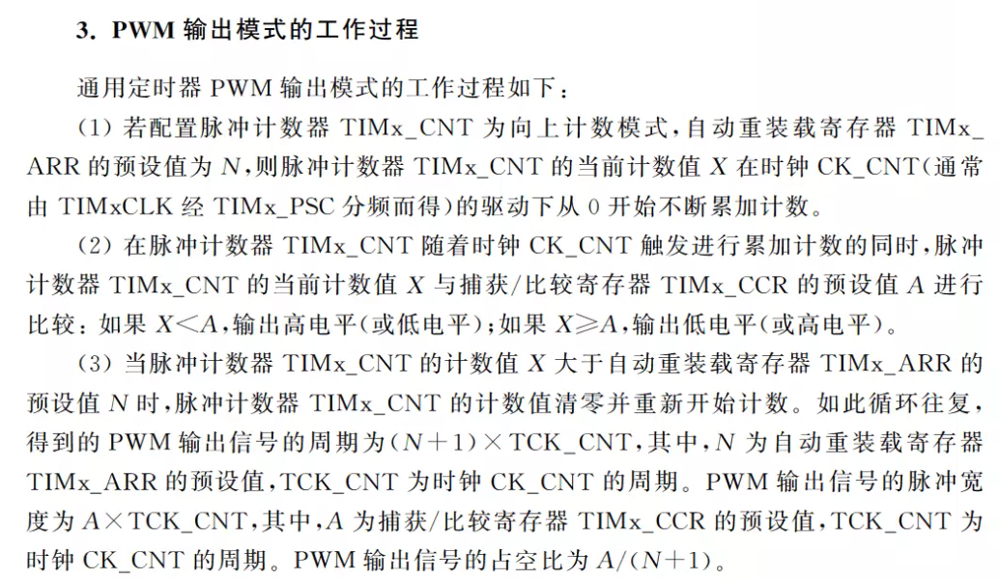 3. PWM 输出模式的工作过程
通用定时器 PWM 输出模式的工作过程如下：
(1) 若配置脉冲计数器 TIMx_CNT 为向上计数模式,自动重装载寄存器 TIMx_
ARR 的预设值为 N,则脉冲计数器 TIMx_CNT 的当前计数值 X 在时钟 CK_CNT(通常
由 TIMxCLK 经 TIMx_PSC 分频而得)的驱动下从 0 开始不断累加计数。
(2) 在脉冲计数器 TIMx_CNT 随着时钟 CK_CNT 触发进行累加计数的同时,脉冲
计数器 TIMx_CNT 的当前计数值 X 与捕获/比较寄存器 TIMx_CCR 的预设值 A 进行
比较：如果 X<A,输出高电平(或低电平);如果 X⩾A,输出低电平(或高电平)。
(3) 当脉冲计数器 TIMx_CNT 的计数值 X 大于自动重装载寄存器 TIMx_ARR 的
预设值 N 时,脉冲计数器 TIMx_CNT 的计数值清零并重新开始计数。如此循环往复,
得到的 PWM 输出信号的周期为(N+1)×TCK_CNT,其中,N 为自动重装载寄存器
TIMx_ARR 的预设值,TCK_CNT 为时钟 CK_CNT 的周期。PWM 输出信号的脉冲宽
度为 A×TCK_CNT,其中,A 为捕获/比较寄存器 TIMx_CCR 的预设值,TCK_CNT 为
时钟 CK_CNT 的周期。PWM 输出信号的占空比为 A/(N+1)。